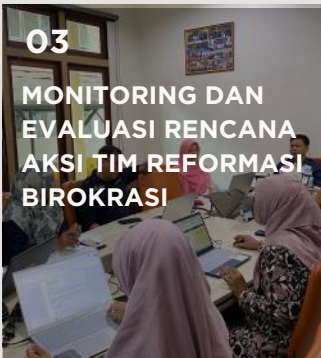 03
MONITORING DAN
EVALUASI RENCANA
AKSI TIM REFORMASI
BIROKRASI